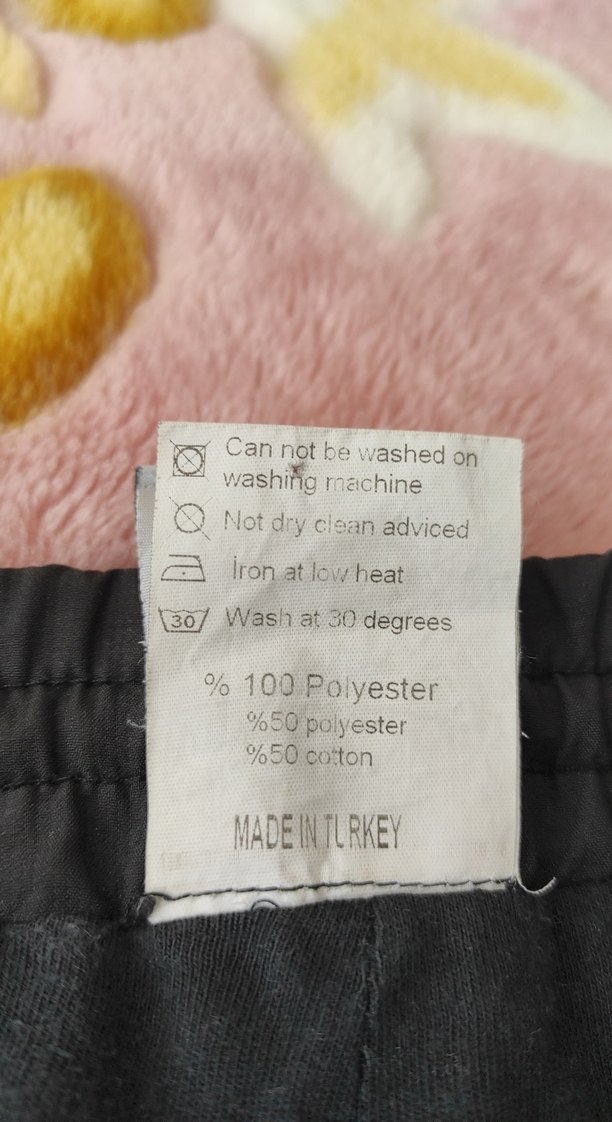 Can not be washed on
washing machine
Not dry clean adviced
İron at low heat
30 Wash at 30 degrees
% 100 Polyester
%50 polyester
%50 cotton
MADE IN TURKEY